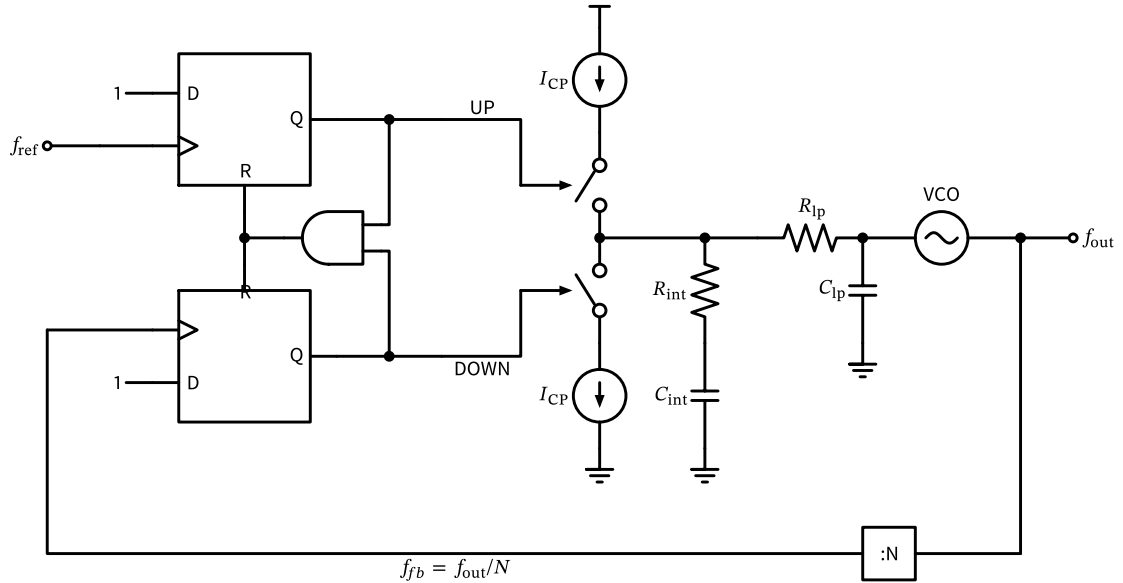 I_CP
1
D
UP
Q
f_ref
R
VCO
R_lp
f_out
R_int
C_lp
R
1
D
Q
DOWN
I_CP
C_int
:N
f_fb = f_out/N